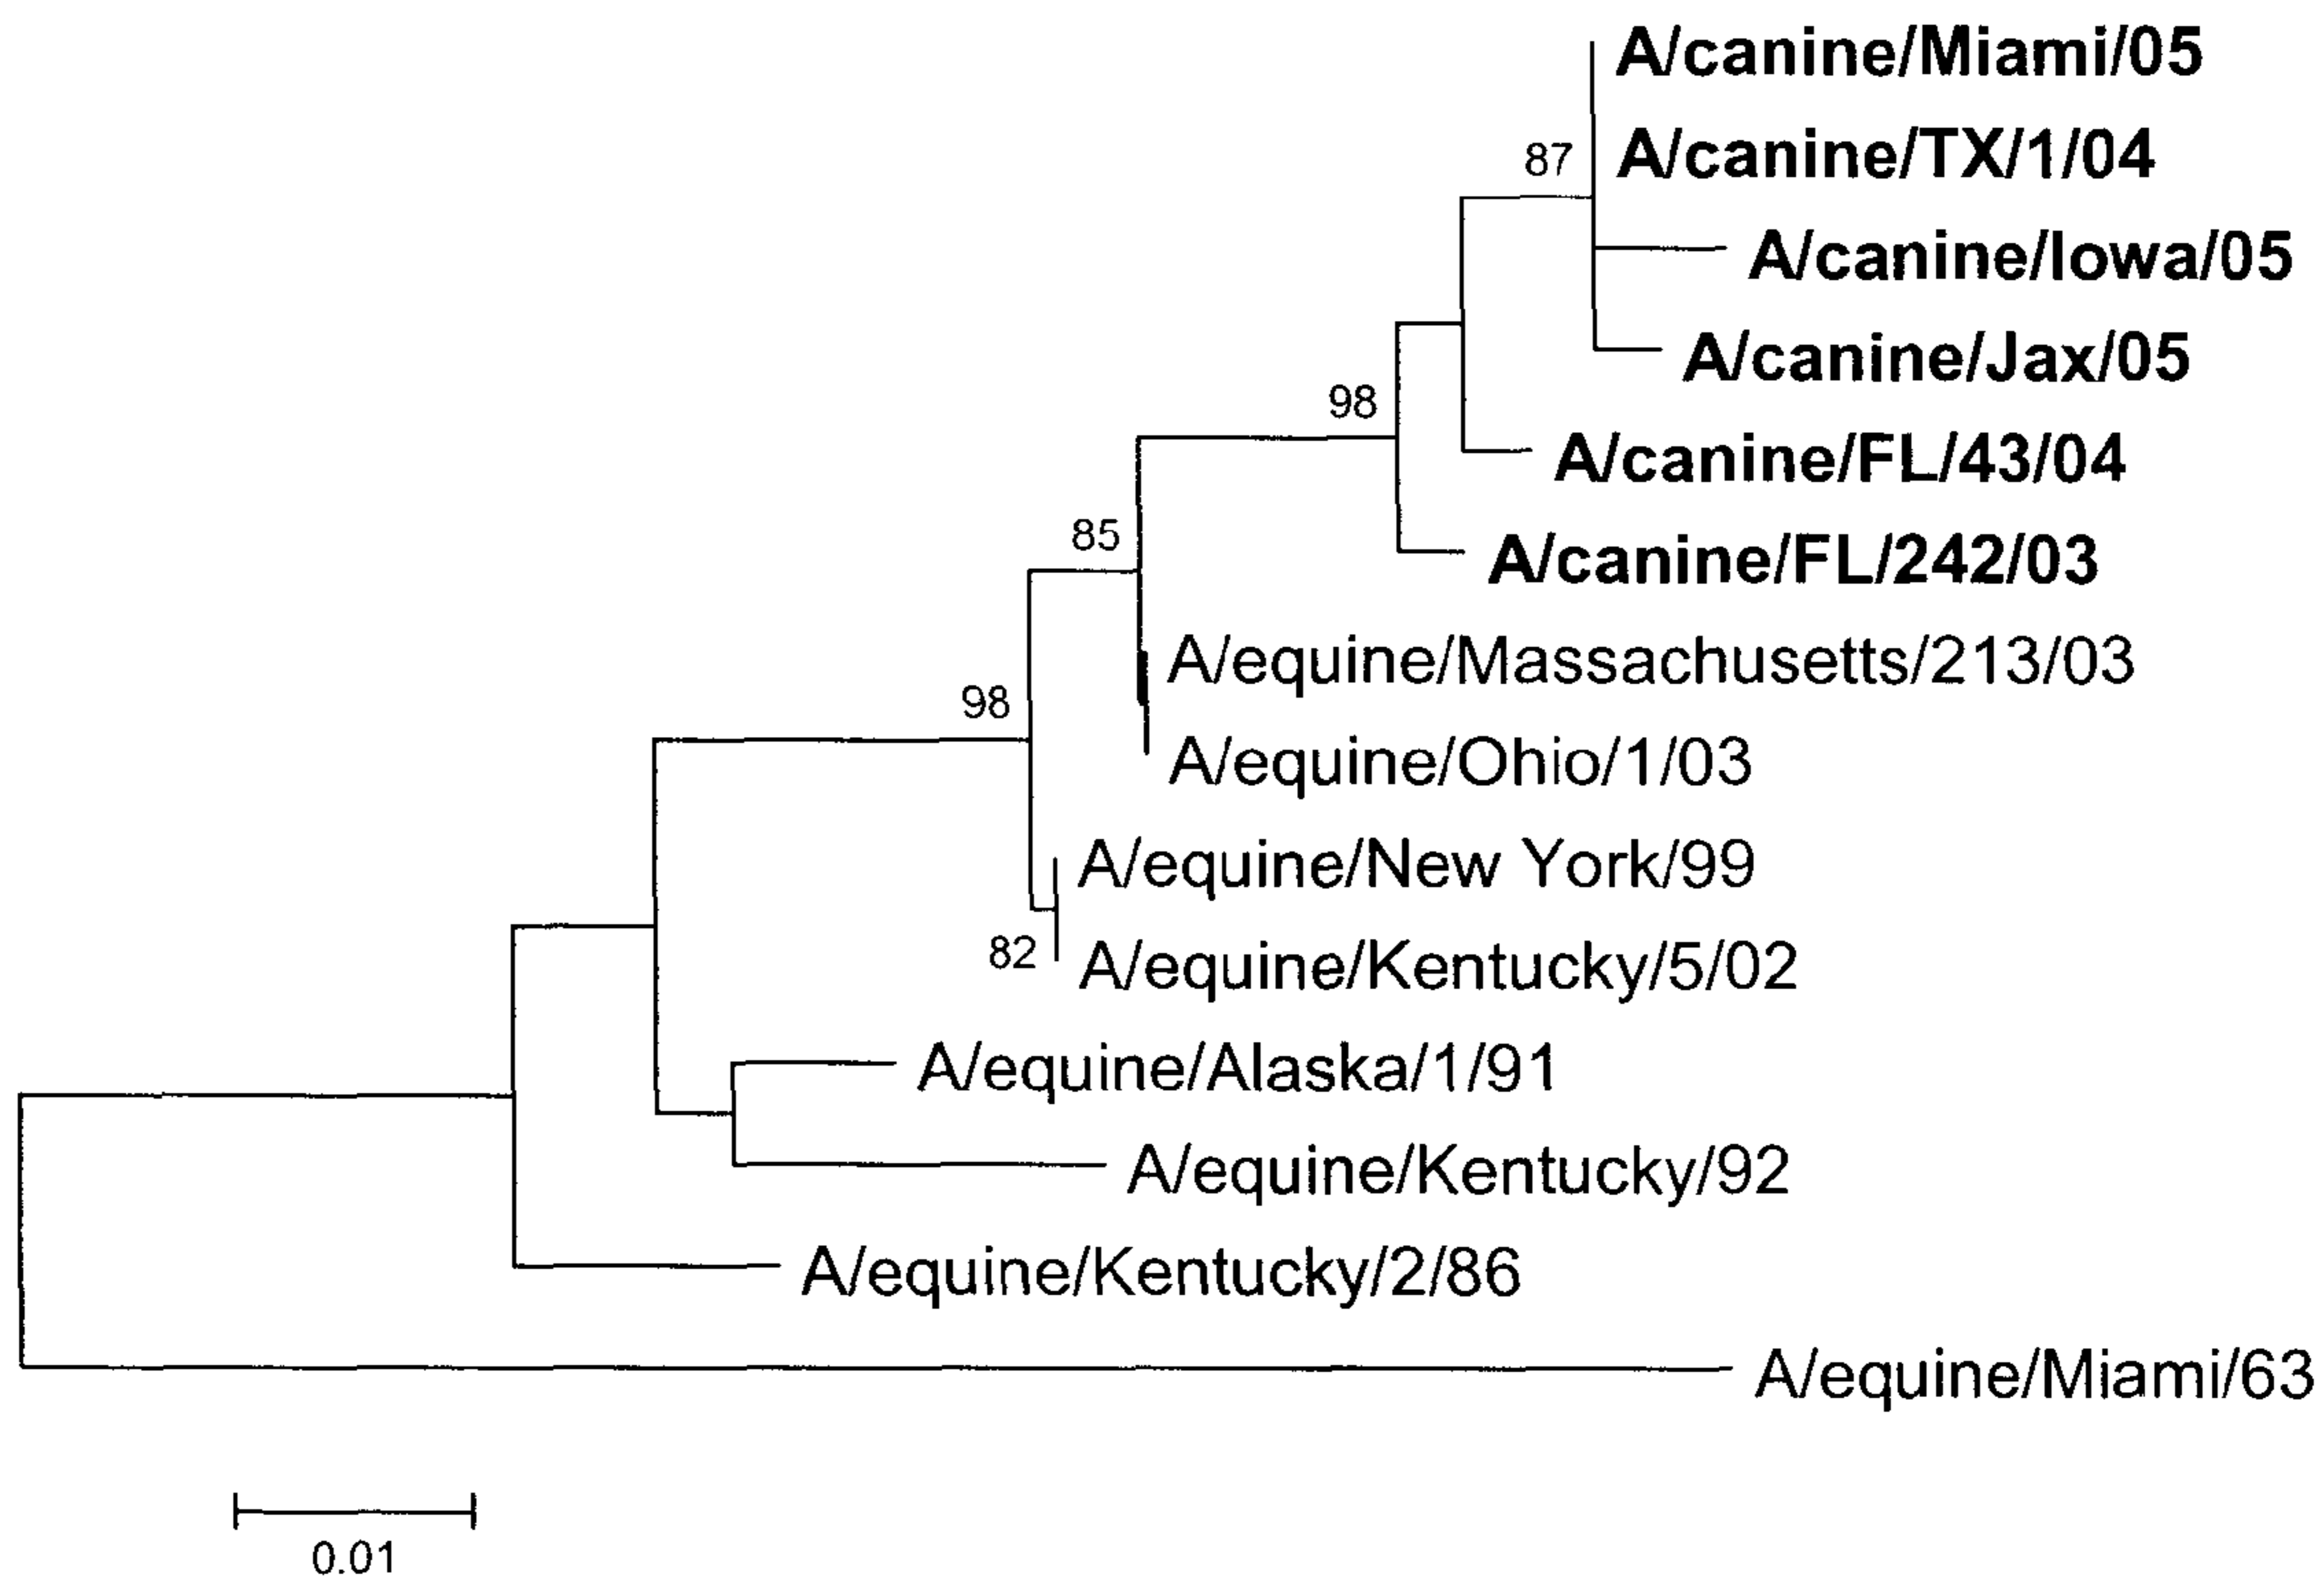 A/canine/Miami/05
87
A/canine/TX/1/04
A/canine/Iowa/05
A/canine/Jax/05
98
A/canine/FL/43/04
85
A/canine/FL/242/03
A/equine/Massachusetts/213/03
98
A/equine/Ohio/1/03
A/equine/New York/99
82
A/equine/Kentucky/5/02
A/equine/Alaska/1/91
A/equine/Kentucky/92
A/equine/Kentucky/2/86
A/equine/Miami/63
0.01